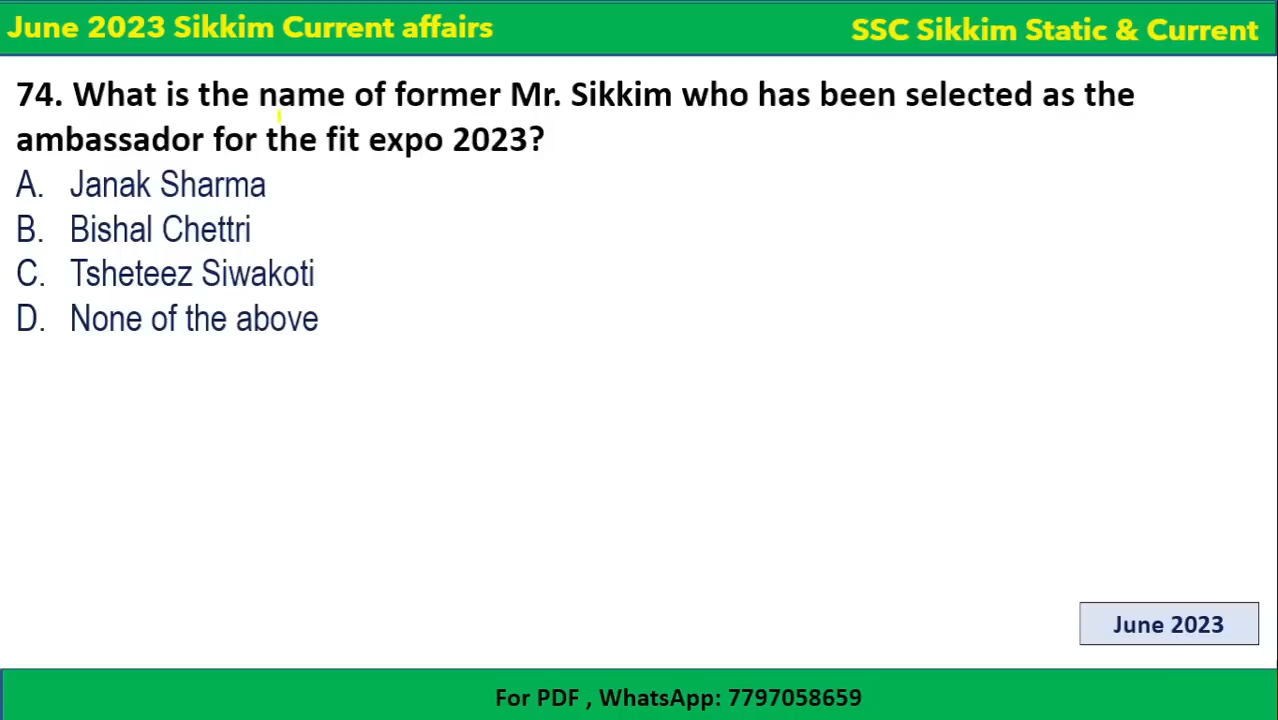 June 2023 Sikkim Current affairs
SSC Sikkim Static & Current
74. What is the name of former Mr. Sikkim who has been selected as the
ambassador for the fit expo 2023?
A. Janak Sharma
B. Bishal Chettri
C. Tsheteez Siwakoti
D. None of the above
June 2023
For PDF , WhatsApp: 7797058659